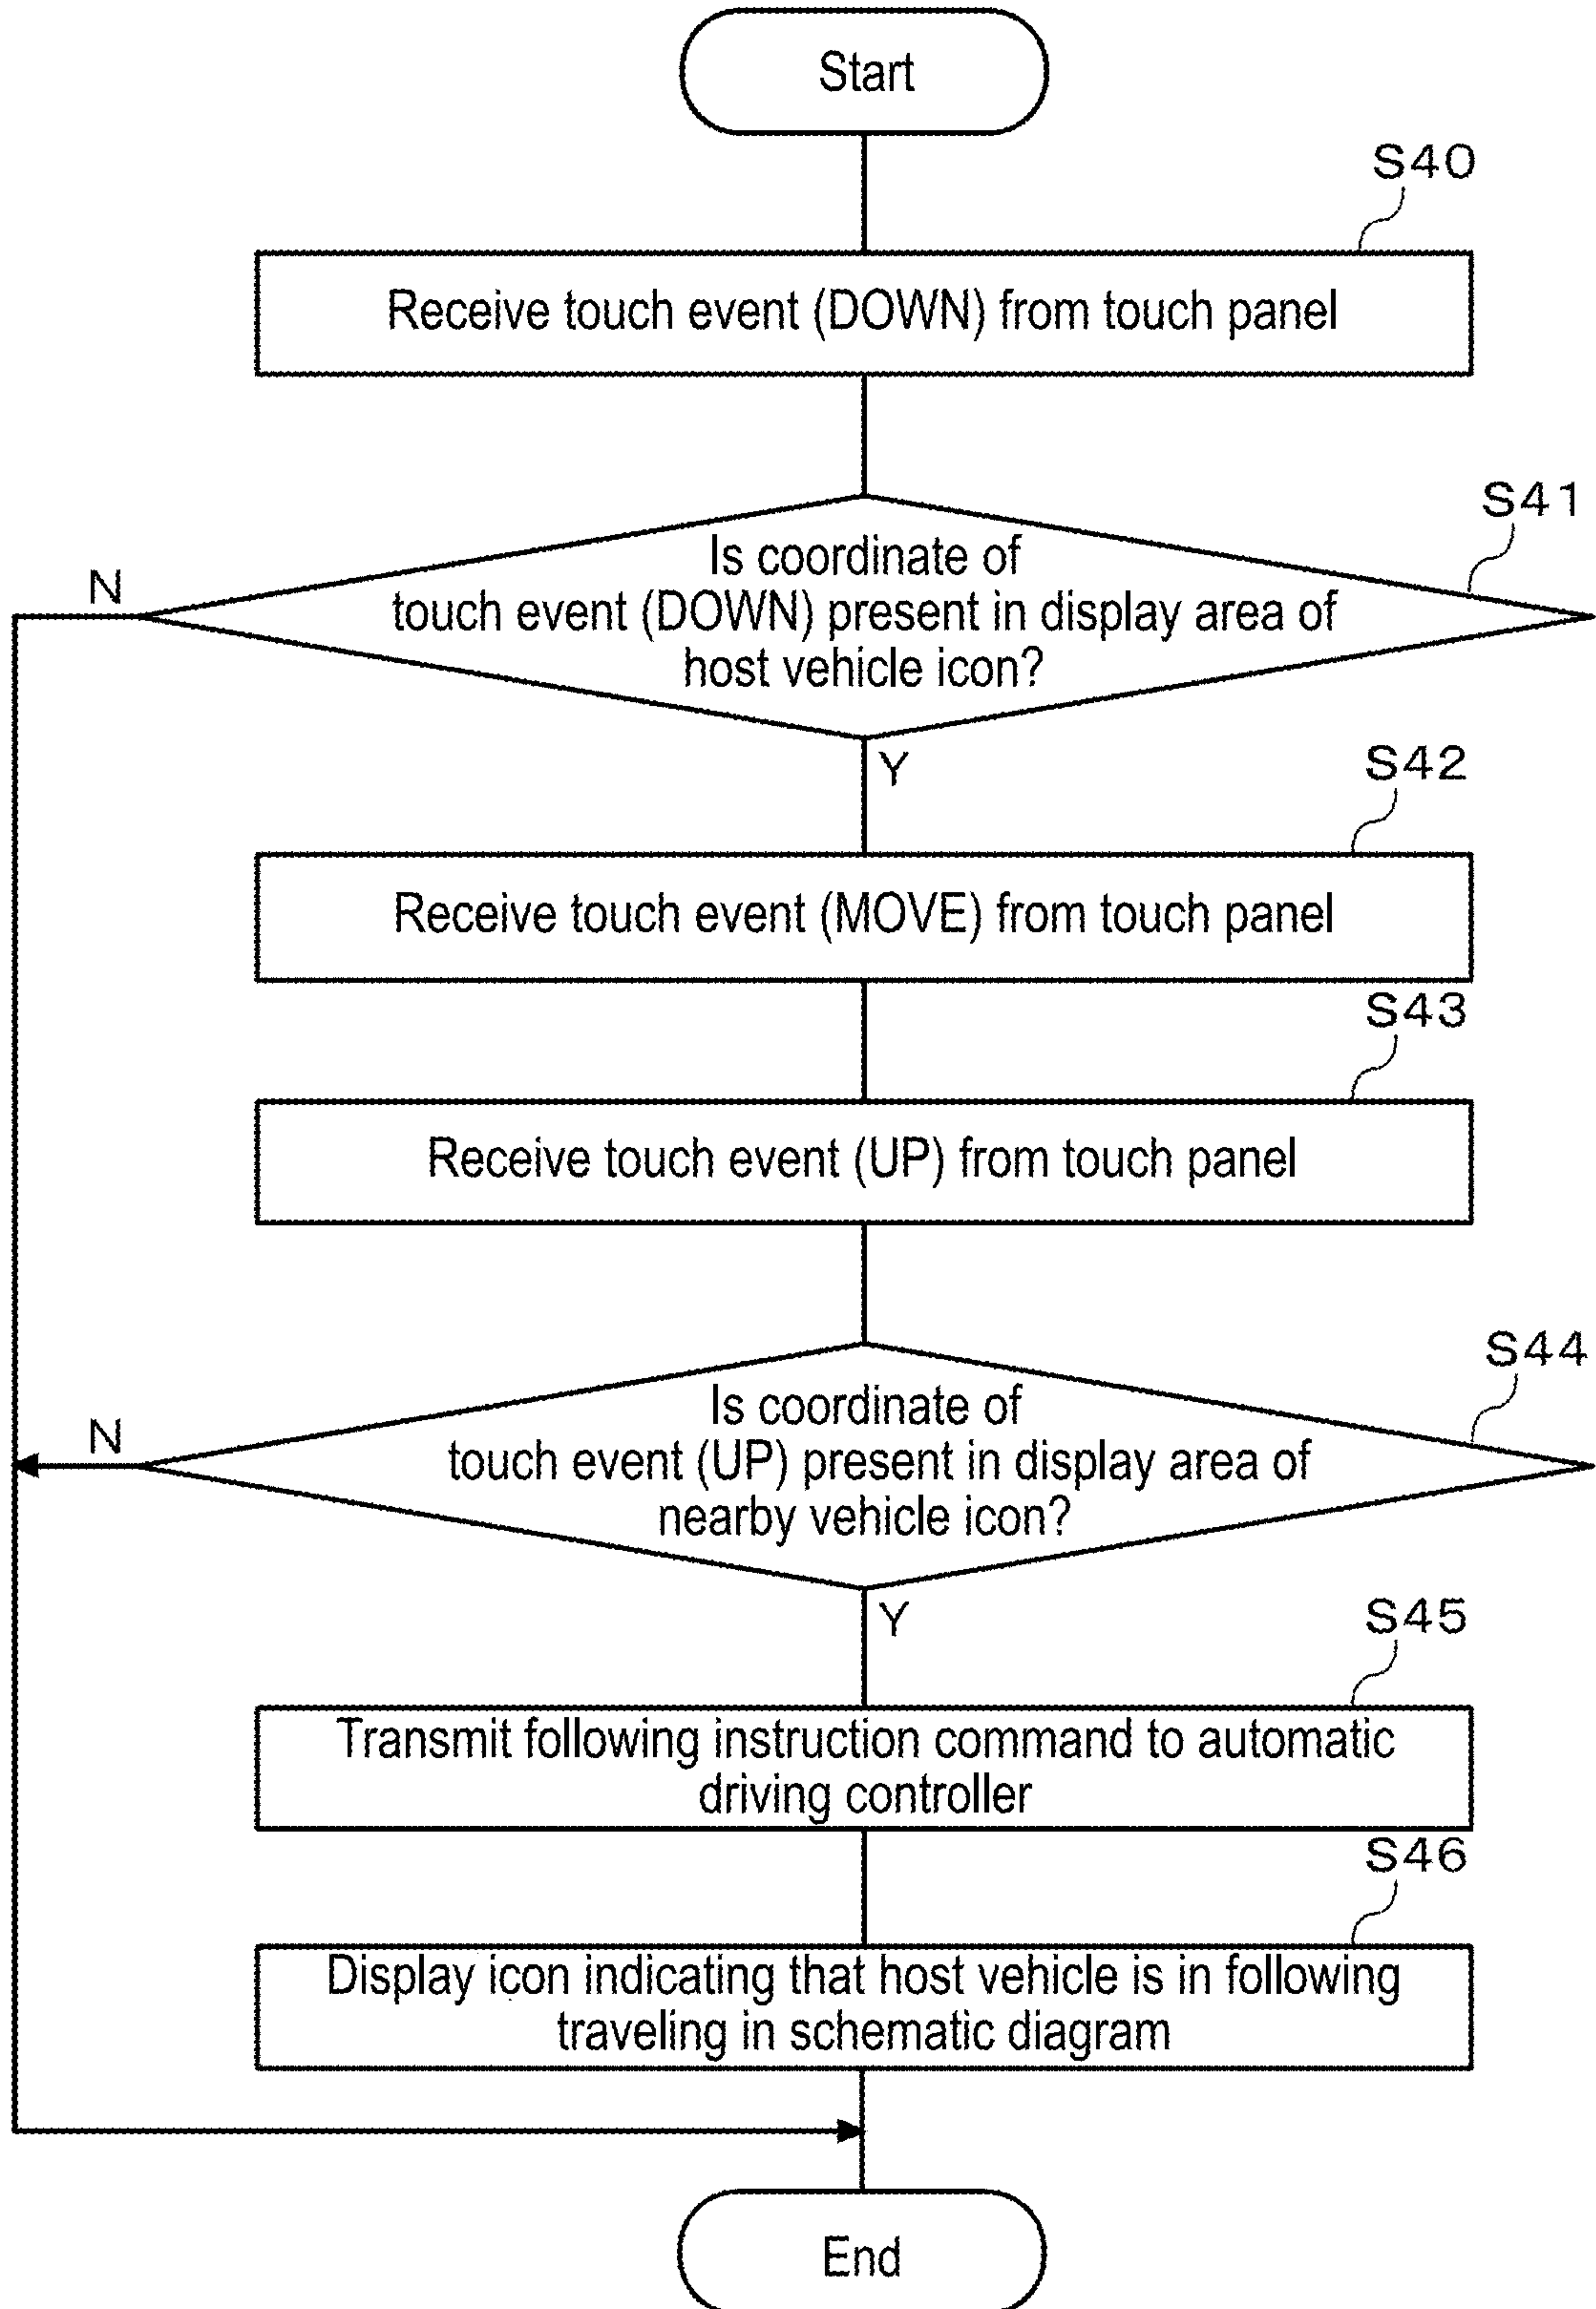 Start
S40
Receive touch event (DOWN) from touch panel
S41
N
Is coordinate of
touch event (DOWN) present in display area of
host vehicle icon?
Y
S42
Receive touch event (MOVE) from touch panel
S43
Receive touch event (UP) from touch panel
S44
N
Is coordinate of
touch event (UP) present in display area of
nearby vehicle icon?
Y
S45
Transmit following instruction command to automatic
driving controller
S46
Display icon indicating that host vehicle is in following
traveling in schematic diagram
End